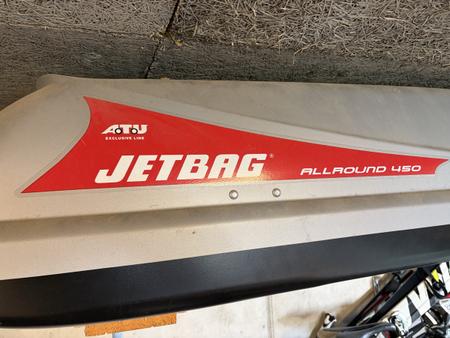 ATU
EXCLUSIVE LINE
JETBAG®
ALLROUND 450